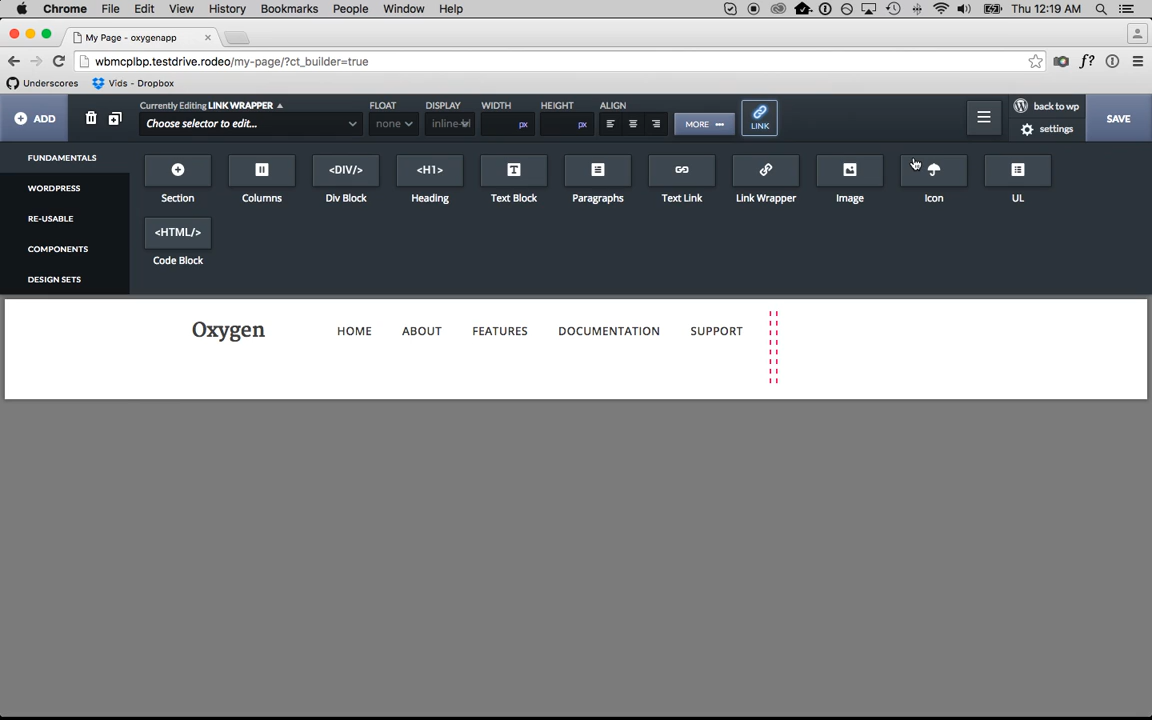 Chrome File Edit View History Bookmarks People Window Help Thu 12:19 AM
My Page - oxygenapp ×
wbmcplbp.testdrive.rodeo/my-page/?ct_builder=true f?
Underscores Vids - Dropbox
Currently Editing LINK WRAPPER FLOAT DISPLAY WIDTH HEIGHT ALIGN back to wp
ADD Choose selector to edit... none px px MORE LINK settings SAVE
FUNDAMENTALS
WORDPRESS
RE-USABLE
COMPONENTS
DESIGN SETS
<DIV/> <H1> T
Section Columns Div Block Heading Text Block Paragraphs Text Link Link Wrapper Image Icon UL
<HTML/>
Code Block
Oxygen HOME ABOUT FEATURES DOCUMENTATION SUPPORT